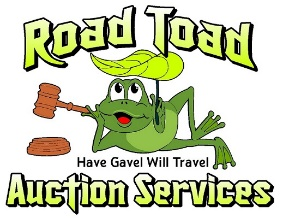 Road Toad
Have Gavel Will Travel
Auction Services